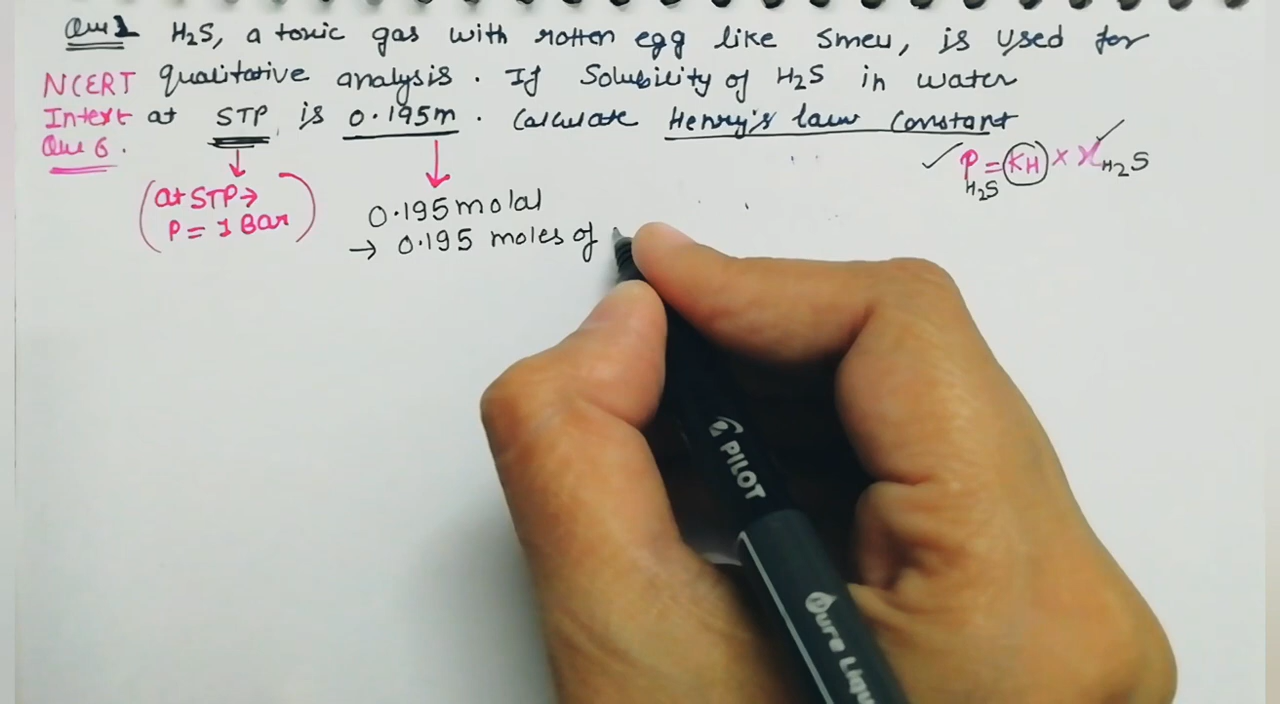 Que 1 H2S, a toxic gas with rotten egg like smell, is used for
NCERT qualitative analysis. If Solubility of H2S in water
Intext at STP is 0.195m. Calculate Henry's law Constant
Que 6.
P H2S = KH × x H2S
(at STP →
P = 1 Bar)
0.195 molal
→ 0.195 moles of
PILOT
Pure Liqu